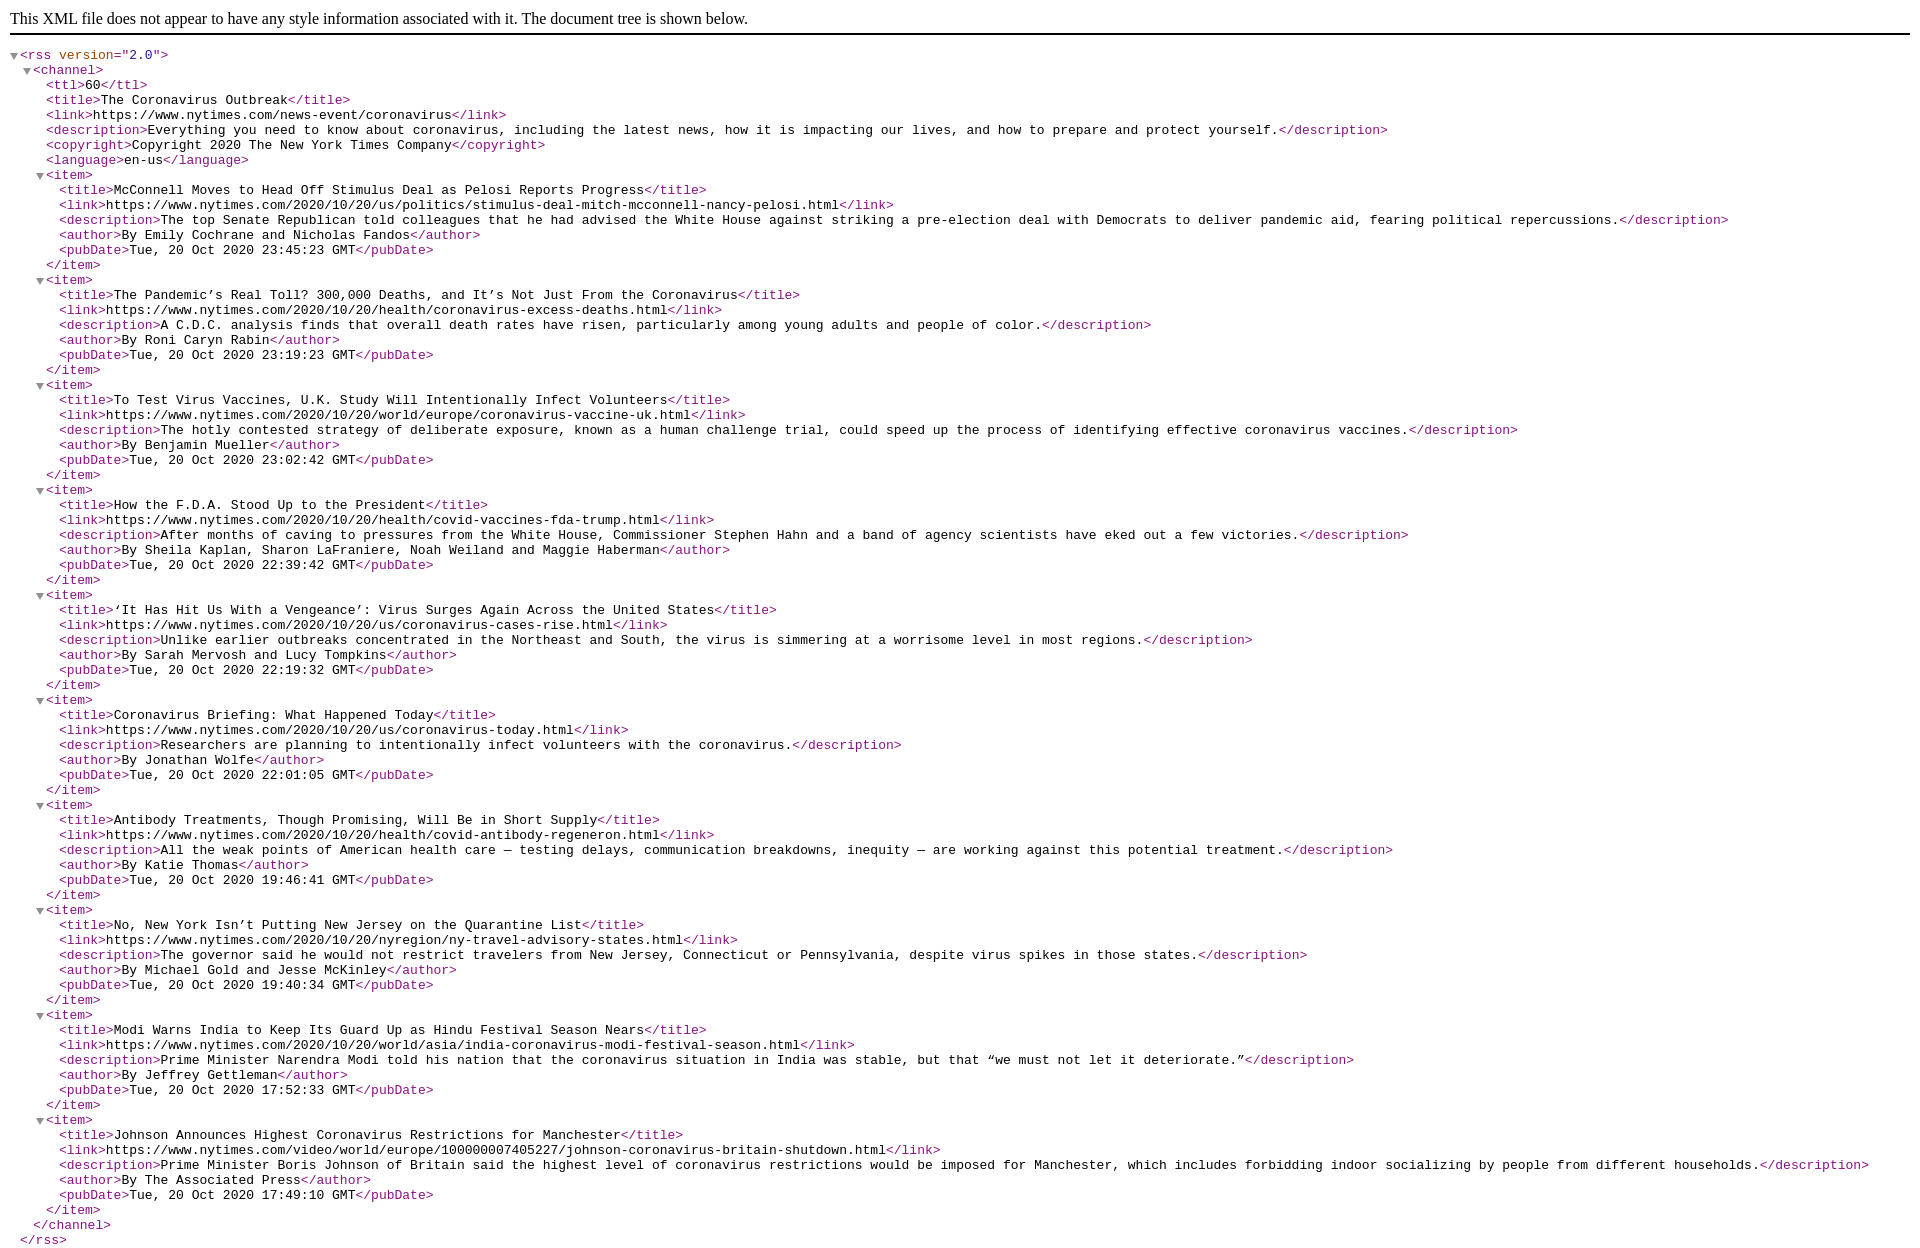 This XML file does not appear to have any style information associated with it. The document tree is shown below.
<rss version="2.0">
<channel>
<ttl>60</ttl>
<title>The Coronavirus Outbreak</title>
<link>https://www.nytimes.com/news-event/coronavirus</link>
<description>Everything you need to know about coronavirus, including the latest news, how it is impacting our lives, and how to prepare and protect yourself.</description>
<copyright>Copyright 2020 The New York Times Company</copyright>
<language>en-us</language>
<item>
<title>McConnell Moves to Head Off Stimulus Deal as Pelosi Reports Progress</title>
<link>https://www.nytimes.com/2020/10/20/us/politics/stimulus-deal-mitch-mcconnell-nancy-pelosi.html</link>
<description>The top Senate Republican told colleagues that he had advised the White House against striking a pre-election deal with Democrats to deliver pandemic aid, fearing political repercussions.</description>
<author>By Emily Cochrane and Nicholas Fandos</author>
<pubDate>Tue, 20 Oct 2020 23:45:23 GMT</pubDate>
</item>
<item>
<title>The Pandemic’s Real Toll? 300,000 Deaths, and It’s Not Just From the Coronavirus</title>
<link>https://www.nytimes.com/2020/10/20/health/coronavirus-excess-deaths.html</link>
<description>A C.D.C. analysis finds that overall death rates have risen, particularly among young adults and people of color.</description>
<author>By Roni Caryn Rabin</author>
<pubDate>Tue, 20 Oct 2020 23:19:23 GMT</pubDate>
</item>
<item>
<title>To Test Virus Vaccines, U.K. Study Will Intentionally Infect Volunteers</title>
<link>https://www.nytimes.com/2020/10/20/world/europe/coronavirus-vaccine-uk.html</link>
<description>The hotly contested strategy of deliberate exposure, known as a human challenge trial, could speed up the process of identifying effective coronavirus vaccines.</description>
<author>By Benjamin Mueller</author>
<pubDate>Tue, 20 Oct 2020 23:02:42 GMT</pubDate>
</item>
<item>
<title>How the F.D.A. Stood Up to the President</title>
<link>https://www.nytimes.com/2020/10/20/health/covid-vaccines-fda-trump.html</link>
<description>After months of caving to pressures from the White House, Commissioner Stephen Hahn and a band of agency scientists have eked out a few victories.</description>
<author>By Sheila Kaplan, Sharon LaFraniere, Noah Weiland and Maggie Haberman</author>
<pubDate>Tue, 20 Oct 2020 22:39:42 GMT</pubDate>
</item>
<item>
<title>‘It Has Hit Us With a Vengeance’: Virus Surges Again Across the United States</title>
<link>https://www.nytimes.com/2020/10/20/us/coronavirus-cases-rise.html</link>
<description>Unlike earlier outbreaks concentrated in the Northeast and South, the virus is simmering at a worrisome level in most regions.</description>
<author>By Sarah Mervosh and Lucy Tompkins</author>
<pubDate>Tue, 20 Oct 2020 22:19:32 GMT</pubDate>
</item>
<item>
<title>Coronavirus Briefing: What Happened Today</title>
<link>https://www.nytimes.com/2020/10/20/us/coronavirus-today.html</link>
<description>Researchers are planning to intentionally infect volunteers with the coronavirus.</description>
<author>By Jonathan Wolfe</author>
<pubDate>Tue, 20 Oct 2020 22:01:05 GMT</pubDate>
</item>
<item>
<title>Antibody Treatments, Though Promising, Will Be in Short Supply</title>
<link>https://www.nytimes.com/2020/10/20/health/covid-antibody-regeneron.html</link>
<description>All the weak points of American health care — testing delays, communication breakdowns, inequity — are working against this potential treatment.</description>
<author>By Katie Thomas</author>
<pubDate>Tue, 20 Oct 2020 19:46:41 GMT</pubDate>
</item>
<item>
<title>No, New York Isn’t Putting New Jersey on the Quarantine List</title>
<link>https://www.nytimes.com/2020/10/20/nyregion/ny-travel-advisory-states.html</link>
<description>The governor said he would not restrict travelers from New Jersey, Connecticut or Pennsylvania, despite virus spikes in those states.</description>
<author>By Michael Gold and Jesse McKinley</author>
<pubDate>Tue, 20 Oct 2020 19:40:34 GMT</pubDate>
</item>
<item>
<title>Modi Warns India to Keep Its Guard Up as Hindu Festival Season Nears</title>
<link>https://www.nytimes.com/2020/10/20/world/asia/india-coronavirus-modi-festival-season.html</link>
<description>Prime Minister Narendra Modi told his nation that the coronavirus situation in India was stable, but that “we must not let it deteriorate.”</description>
<author>By Jeffrey Gettleman</author>
<pubDate>Tue, 20 Oct 2020 17:52:33 GMT</pubDate>
</item>
<item>
<title>Johnson Announces Highest Coronavirus Restrictions for Manchester</title>
<link>https://www.nytimes.com/video/world/europe/100000007405227/johnson-coronavirus-britain-shutdown.html</link>
<description>Prime Minister Boris Johnson of Britain said the highest level of coronavirus restrictions would be imposed for Manchester, which includes forbidding indoor socializing by people from different households.</description>
<author>By The Associated Press</author>
<pubDate>Tue, 20 Oct 2020 17:49:10 GMT</pubDate>
</item>
</channel>
</rss>